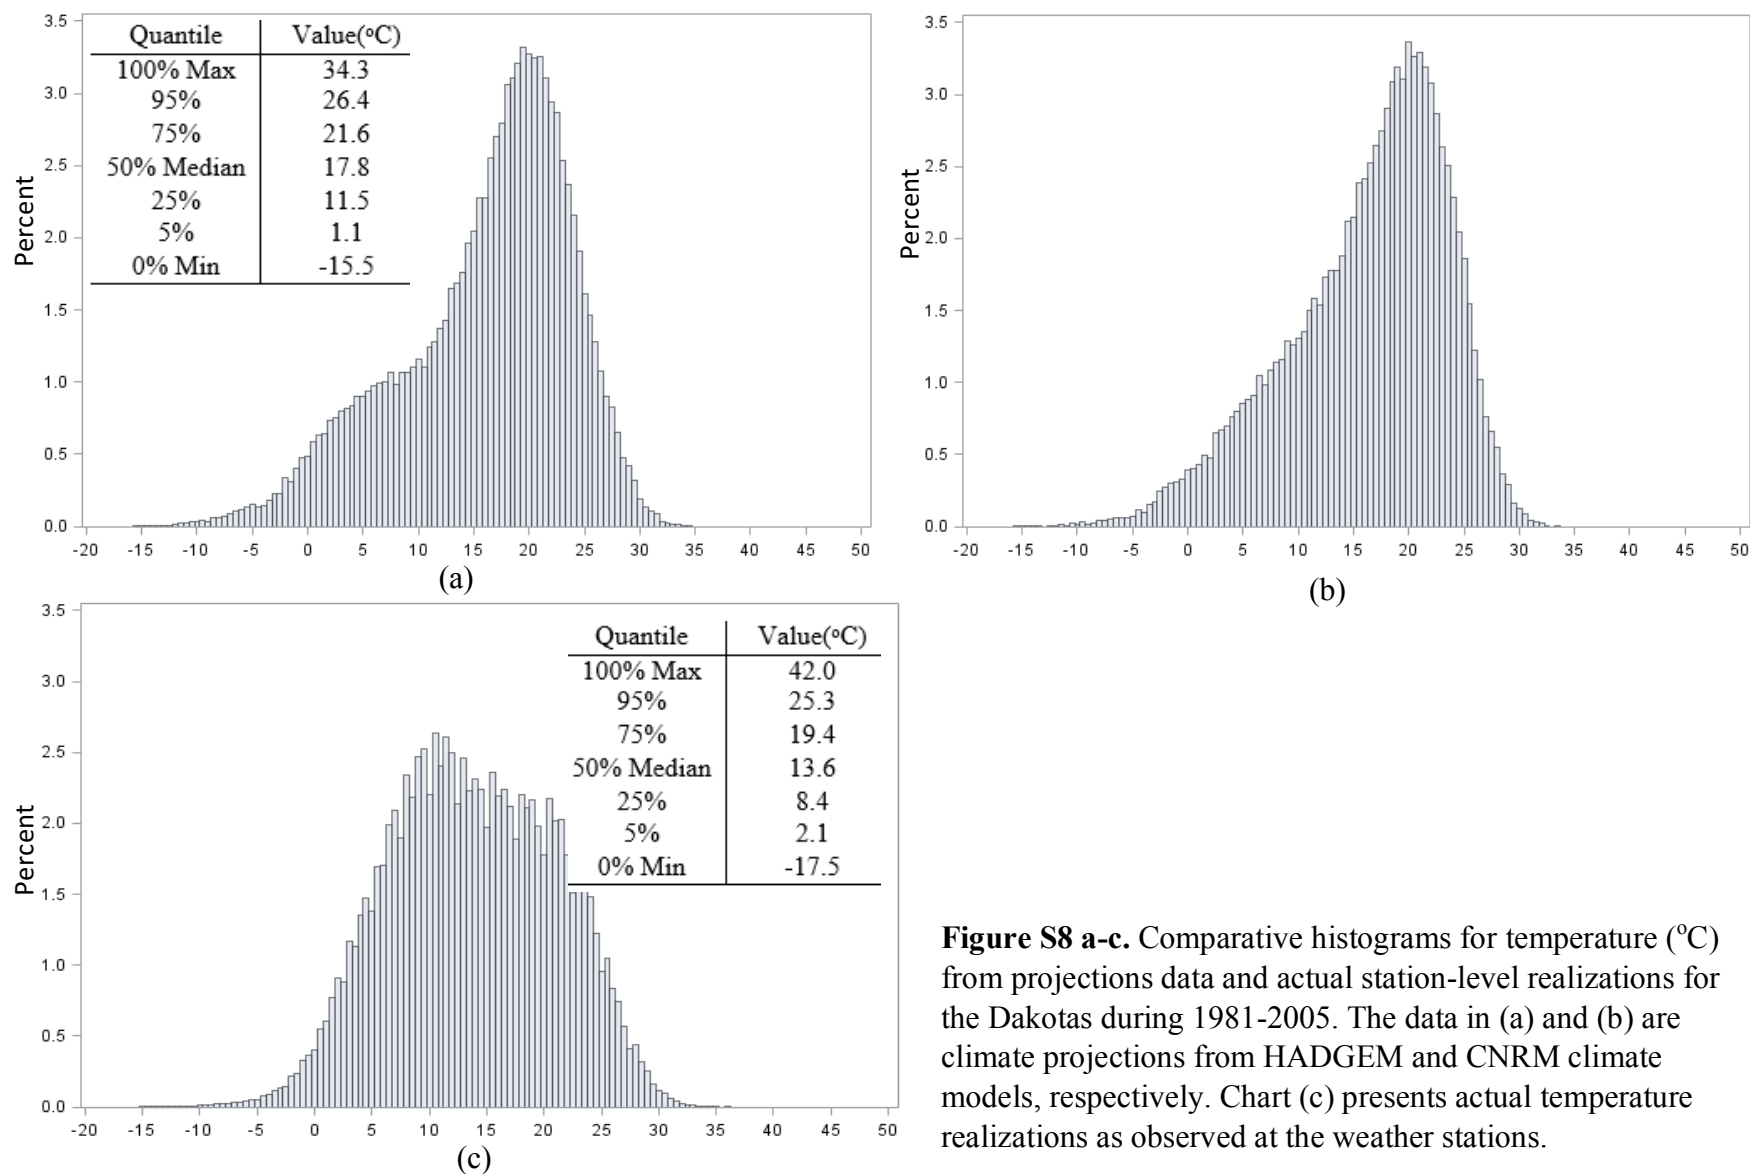 3.5
3.0
2.5
2.0
1.5
1.0
0.5
0.0
Percent
Quantile Value(ᵒC)
100% Max 34.3
95% 26.4
75% 21.6
50% Median 17.8
25% 11.5
5% 1.1
0% Min -15.5
-20 -15 -10 -5 0 5 10 15 20 25 30 35 40 45 50
(a)
3.5
3.0
2.5
2.0
1.5
1.0
0.5
0.0
Percent
-20 -15 -10 -5 0 5 10 15 20 25 30 35 40 45 50
(b)
3.5
3.0
2.5
2.0
1.5
1.0
0.5
0.0
Percent
Quantile Value(ᵒC)
100% Max 42.0
95% 25.3
75% 19.4
50% Median 13.6
25% 8.4
5% 2.1
0% Min -17.5
-20 -15 -10 -5 0 5 10 15 20 25 30 35 40 45 50
(c)
Figure S8 a-c. Comparative histograms for temperature (ᵒC)
from projections data and actual station-level realizations for
the Dakotas during 1981-2005. The data in (a) and (b) are
climate projections from HADGEM and CNRM climate
models, respectively. Chart (c) presents actual temperature
realizations as observed at the weather stations.